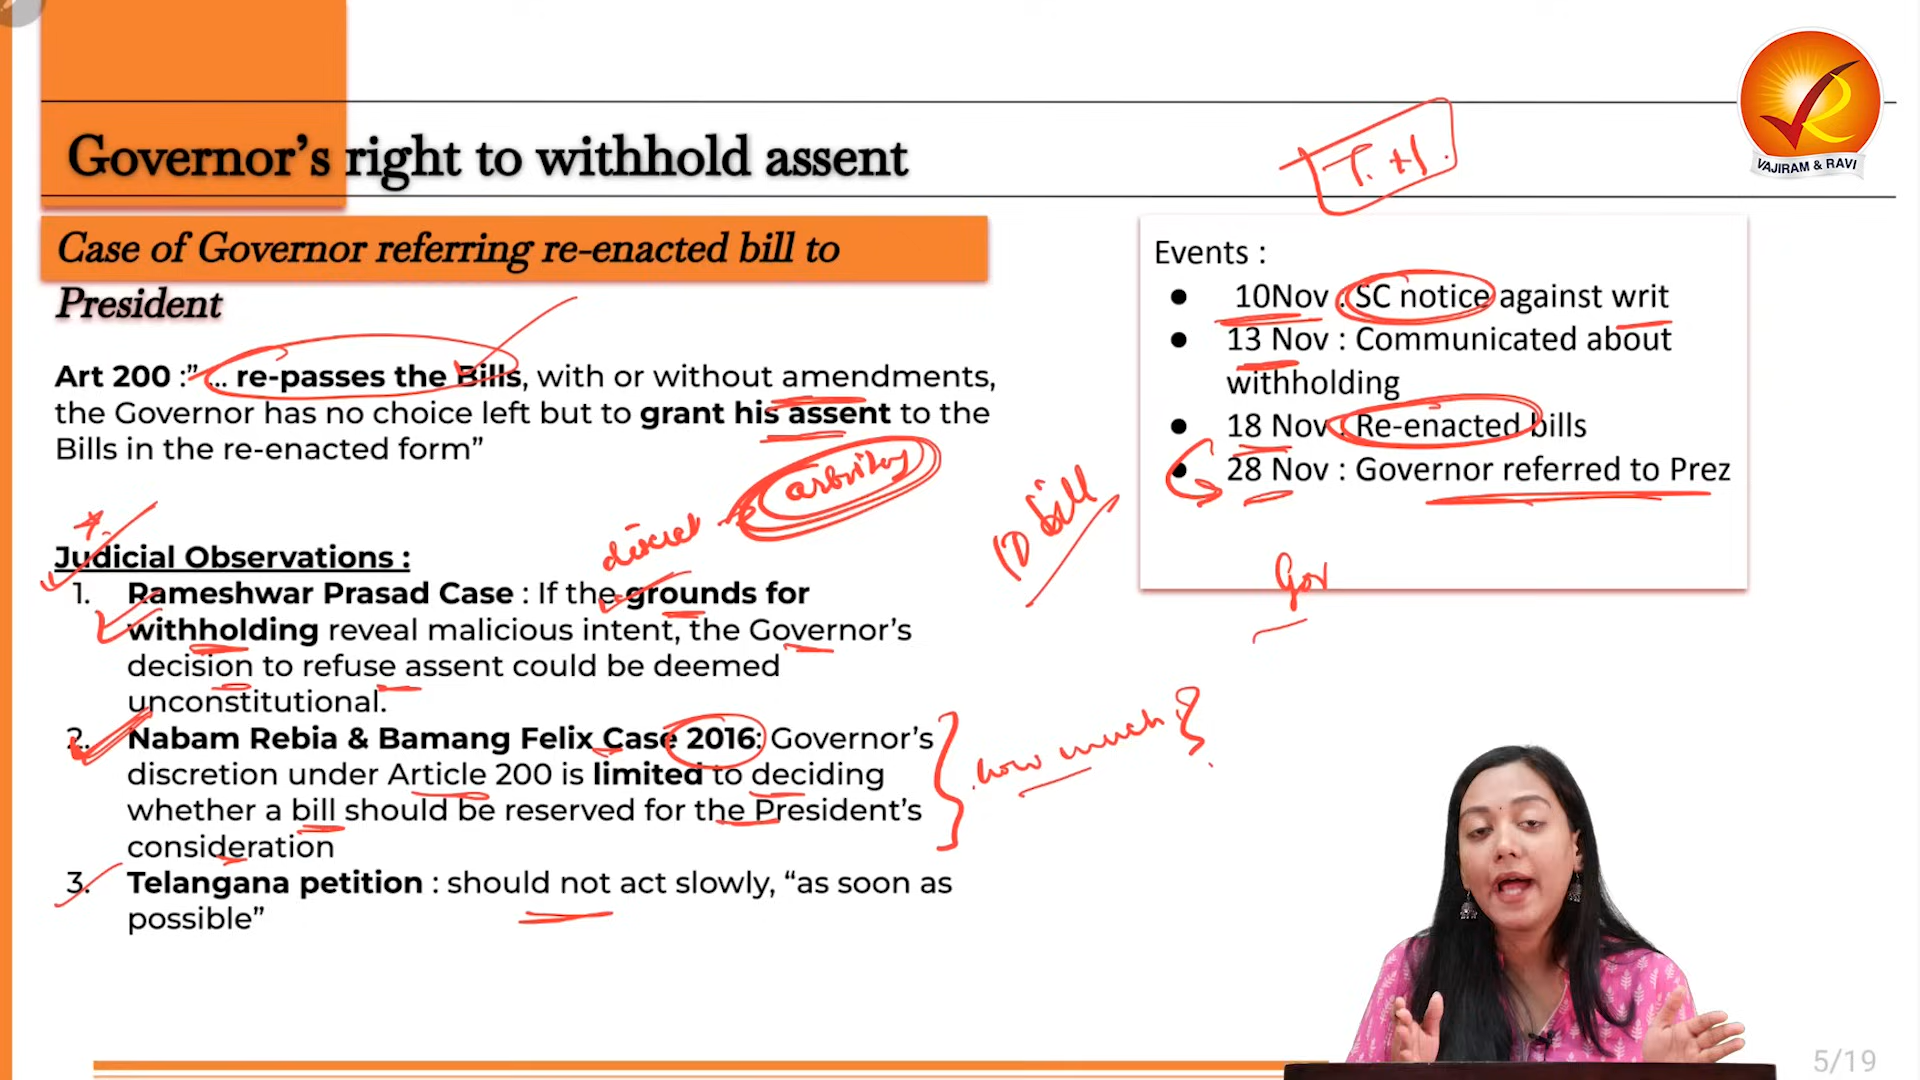 Governor's right to withhold assent
Case of Governor referring re-enacted bill to
President
Art 200 :" ... re-passes the Bills, with or without amendments,
the Governor has no choice left but to grant his assent to the
Bills in the re-enacted form"
discret → arbitrary
Judicial Observations :
1. Rameshwar Prasad Case : If the grounds for
withholding reveal malicious intent, the Governor's
decision to refuse assent could be deemed
unconstitutional.
2. Nabam Rebia & Bamang Felix Case 2016: Governor's
discretion under Article 200 is limited to deciding
whether a bill should be reserved for the President's
consideration
how much ?
3. Telangana petition : should not act slowly, "as soon as
possible"
T. H.
VAJIRAM & RAVI
Events :
● 10Nov : SC notice against writ
● 13 Nov : Communicated about
withholding
● 18 Nov : Re-enacted bills
● 28 Nov : Governor referred to Prez
10 bill
Gov
5/19